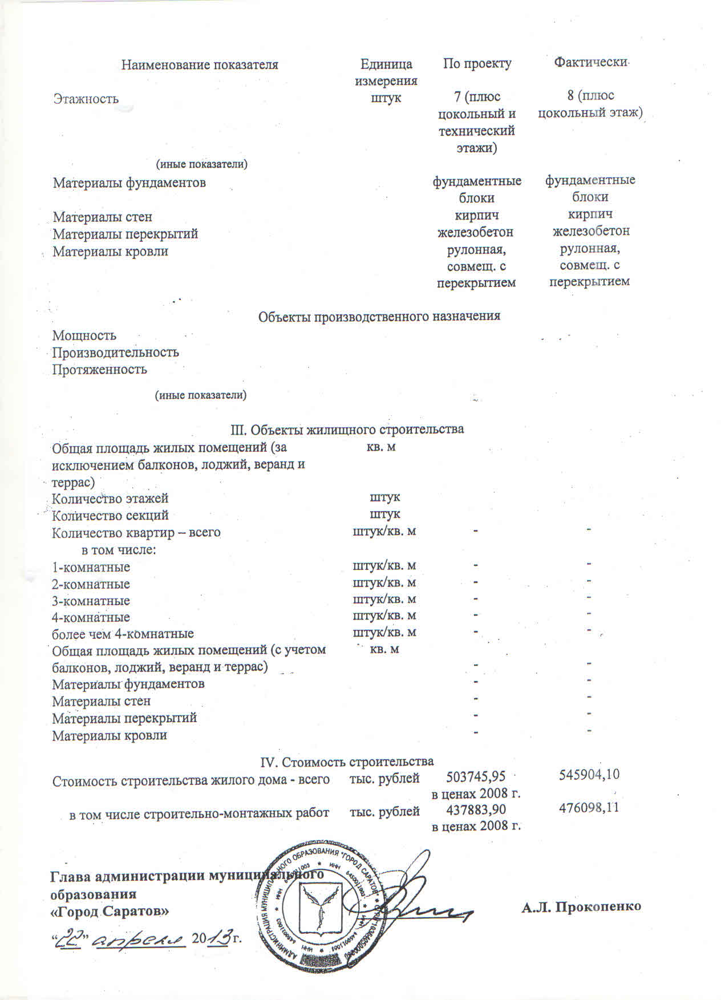 Наименование показателя Единица измерения По проекту Фактически
Этажность штук 7 (плюс цокольный и технический этажи) 8 (плюс цокольный этаж)
(иные показатели)
Материалы фундаментов фундаментные блоки фундаментные блоки
Материалы стен кирпич кирпич
Материалы перекрытий железобетон железобетон
Материалы кровли рулонная, совмещ. с перекрытием рулонная, совмещ. с перекрытием
Объекты производственного назначения
Мощность
Производительность
Протяженность
(иные показатели)
III. Объекты жилищного строительства
Общая площадь жилых помещений (за кв. м
исключением балконов, лоджий, веранд и
террас)
Количество этажей штук
Количество секций штук
Количество квартир – всего штук/кв. м - -
в том числе:
1-комнатные штук/кв. м - -
2-комнатные штук/кв. м - -
3-комнатные штук/кв. м - -
4-комнатные штук/кв. м - -
более чем 4-комнатные штук/кв. м - -
Общая площадь жилых помещений (с учетом кв. м
балконов, лоджий, веранд и террас) - -
Материалы фундаментов - -
Материалы стен - -
Материалы перекрытий - -
Материалы кровли - -
IV. Стоимость строительства
Стоимость строительства жилого дома - всего тыс. рублей 503745,95 545904,10
в ценах 2008 г.
в том числе строительно-монтажных работ тыс. рублей 437883,90 476098,11
в ценах 2008 г.
Глава администрации муниципального
образования
«Город Саратов» А.Л. Прокопенко
“22” апреля 2013 г.
АДМИНИСТРАЦИЯ МУНИЦИПАЛЬНОГО ОБРАЗОВАНИЯ "ГОРОД САРАТОВ"
ИНН 6450011003